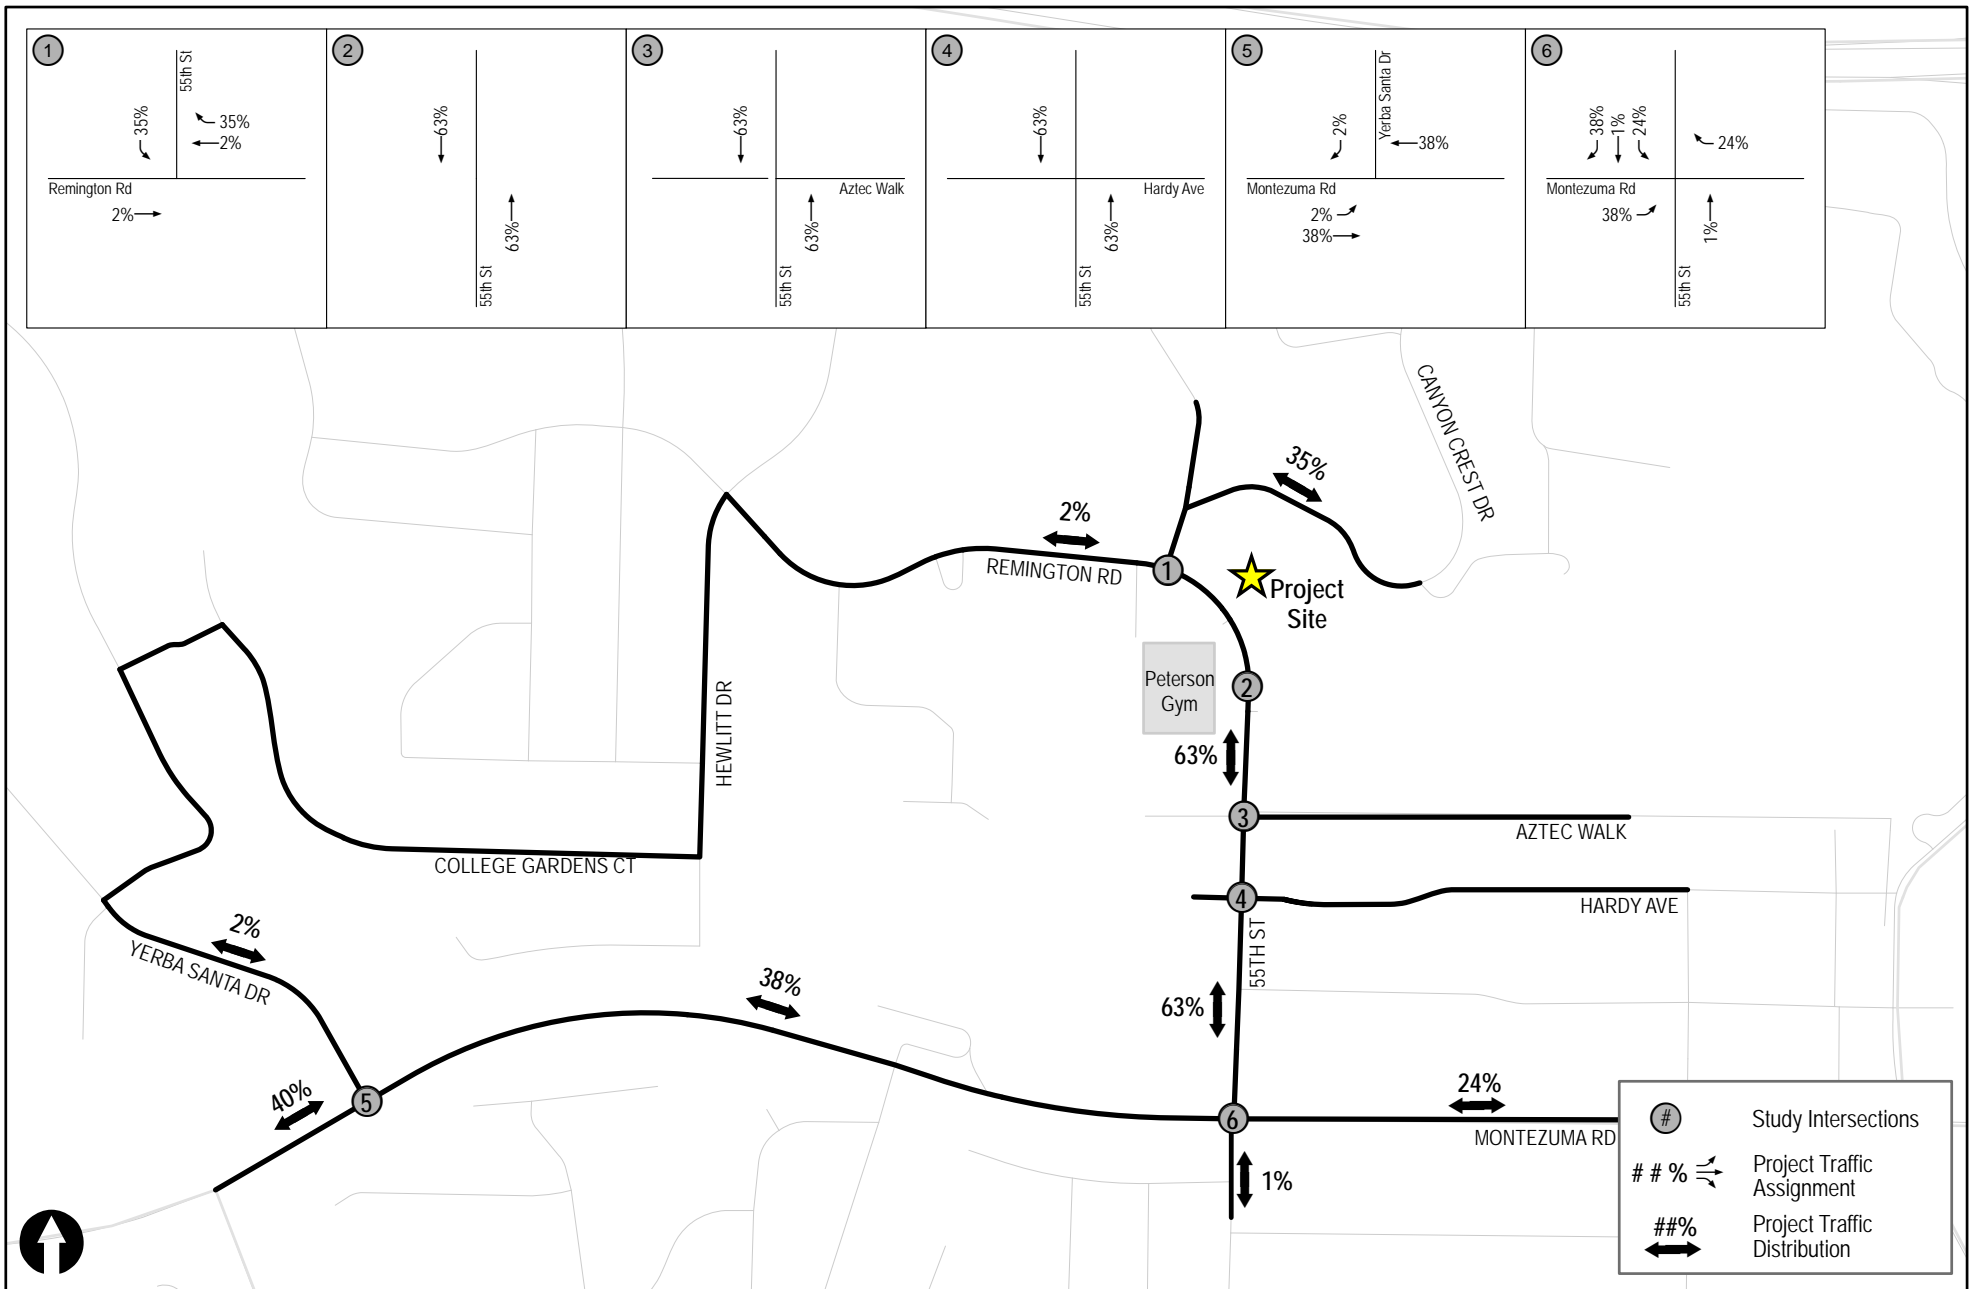 1
55th St
35%
35%
2%
Remington Rd
2%
2
63%
63%
55th St
3
63%
Aztec Walk
63%
55th St
4
63%
Hardy Ave
63%
55th St
5
Yerba Santa Dr
2%
38%
Montezuma Rd
2%
38%
6
38%
1%
24%
24%
Montezuma Rd
38%
1%
55th St
CANYON CREST DR
35%
2%
REMINGTON RD
1
Project
Site
Peterson
Gym
2
HEWLITT DR
63%
3
AZTEC WALK
COLLEGE GARDENS CT
4
HARDY AVE
2%
YERBA SANTA DR
55TH ST
38%
63%
40%
5
24%
6
MONTEZUMA RD
1%
#
Study Intersections
# # %
Project Traffic
Assignment
##%
Project Traffic
Distribution